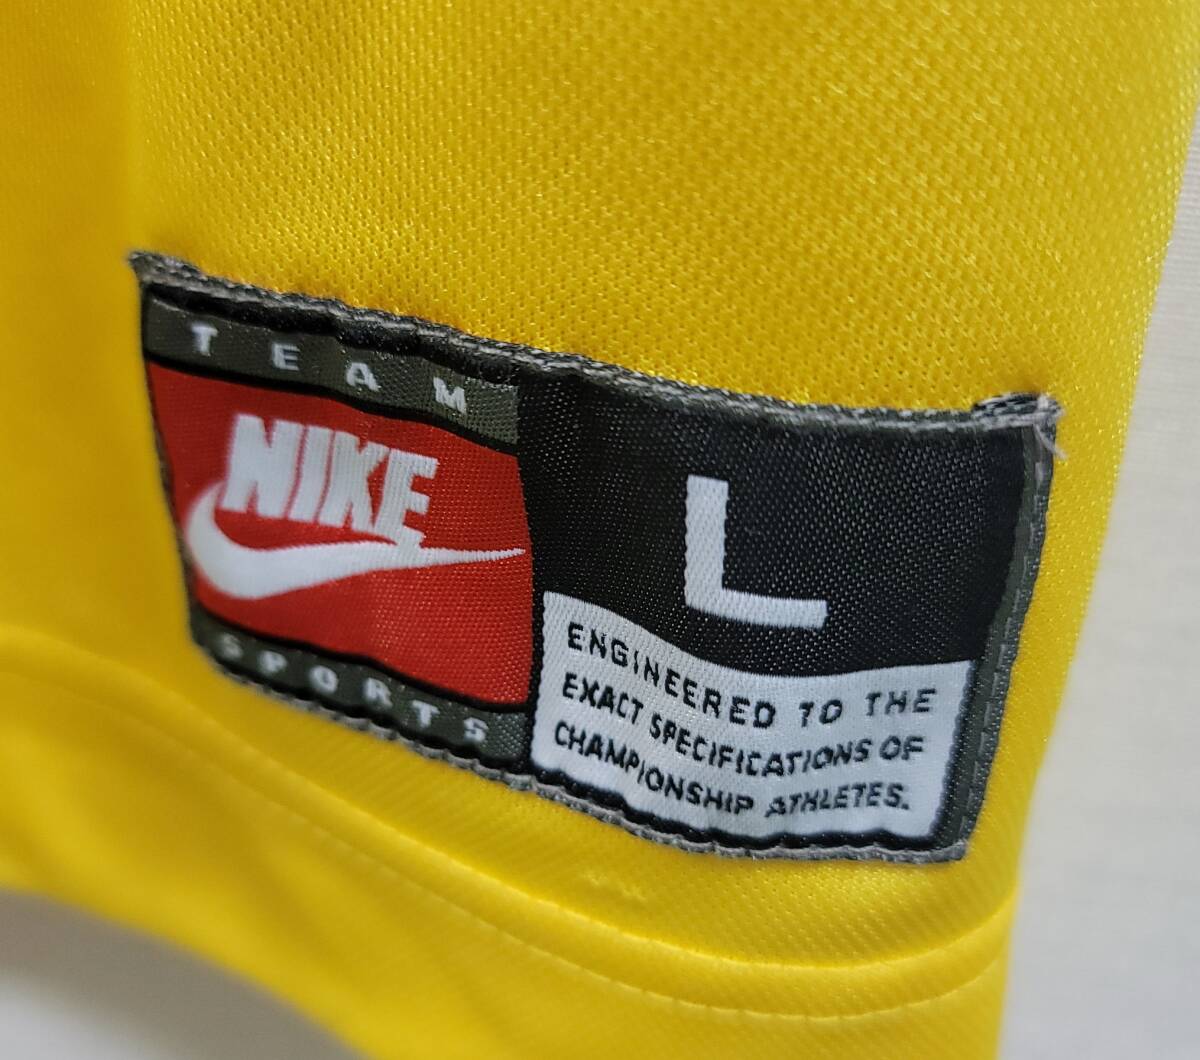 TEAM
NIKE
SPORTS
L
ENGINEERED TO THE
EXACT SPECIFICATIONS OF
CHAMPIONSHIP ATHLETES.